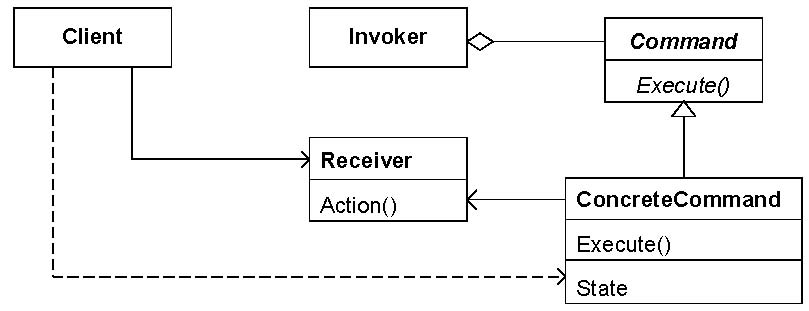 Client
Invoker
Command
Execute()
Receiver
Action()
ConcreteCommand
Execute()
State